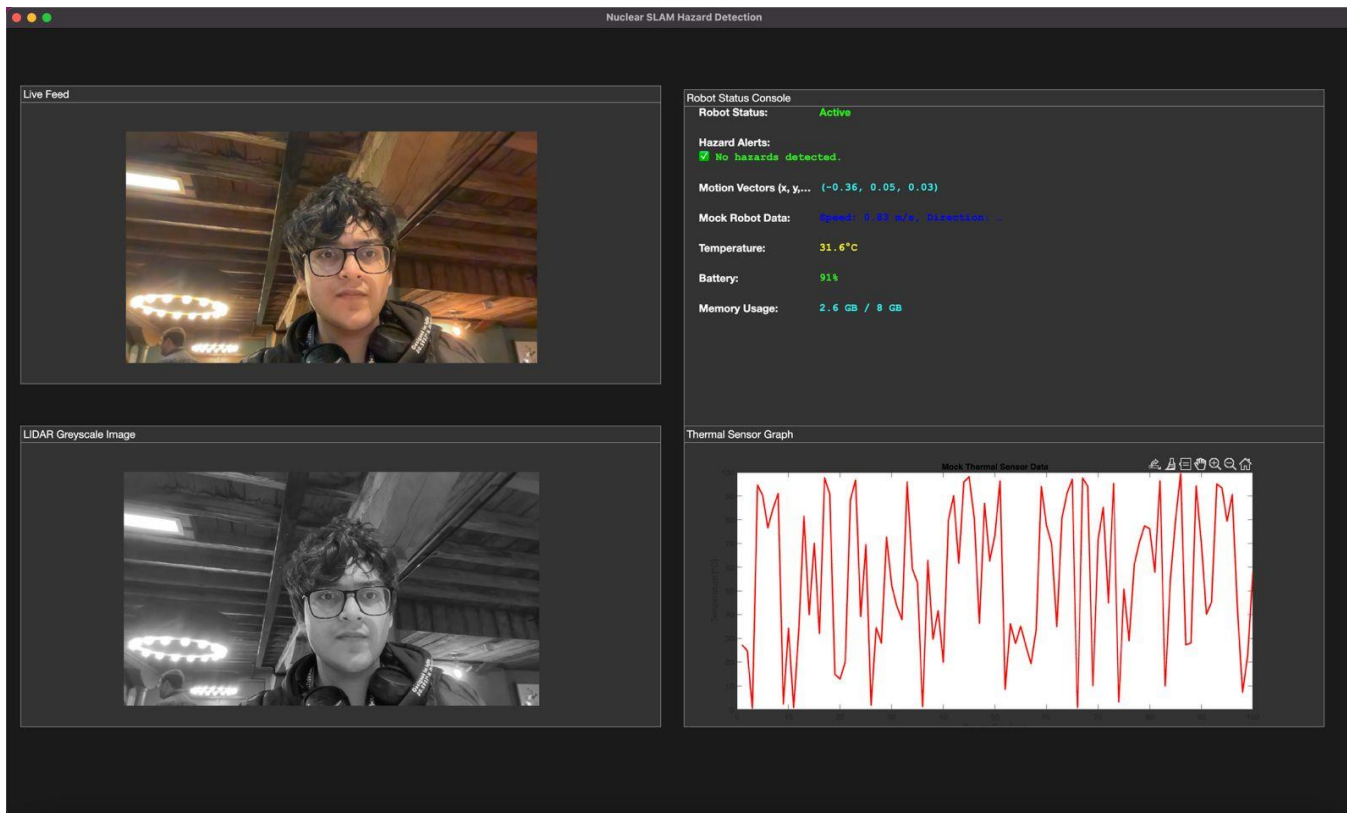 Nuclear SLAM Hazard Detection
Live Feed
Robot Status Console
Robot Status: Active
Hazard Alerts:
✅ No hazards detected.
Motion Vectors (x, y,... (-0.36, 0.05, 0.03)
Mock Robot Data: Speed: 0.83 m/s, Direction: …
Temperature: 31.6°C
Battery: 91%
Memory Usage: 2.6 GB / 8 GB
LIDAR Greyscale Image
Thermal Sensor Graph
Mock Thermal Sensor Data
Temperature (°C)